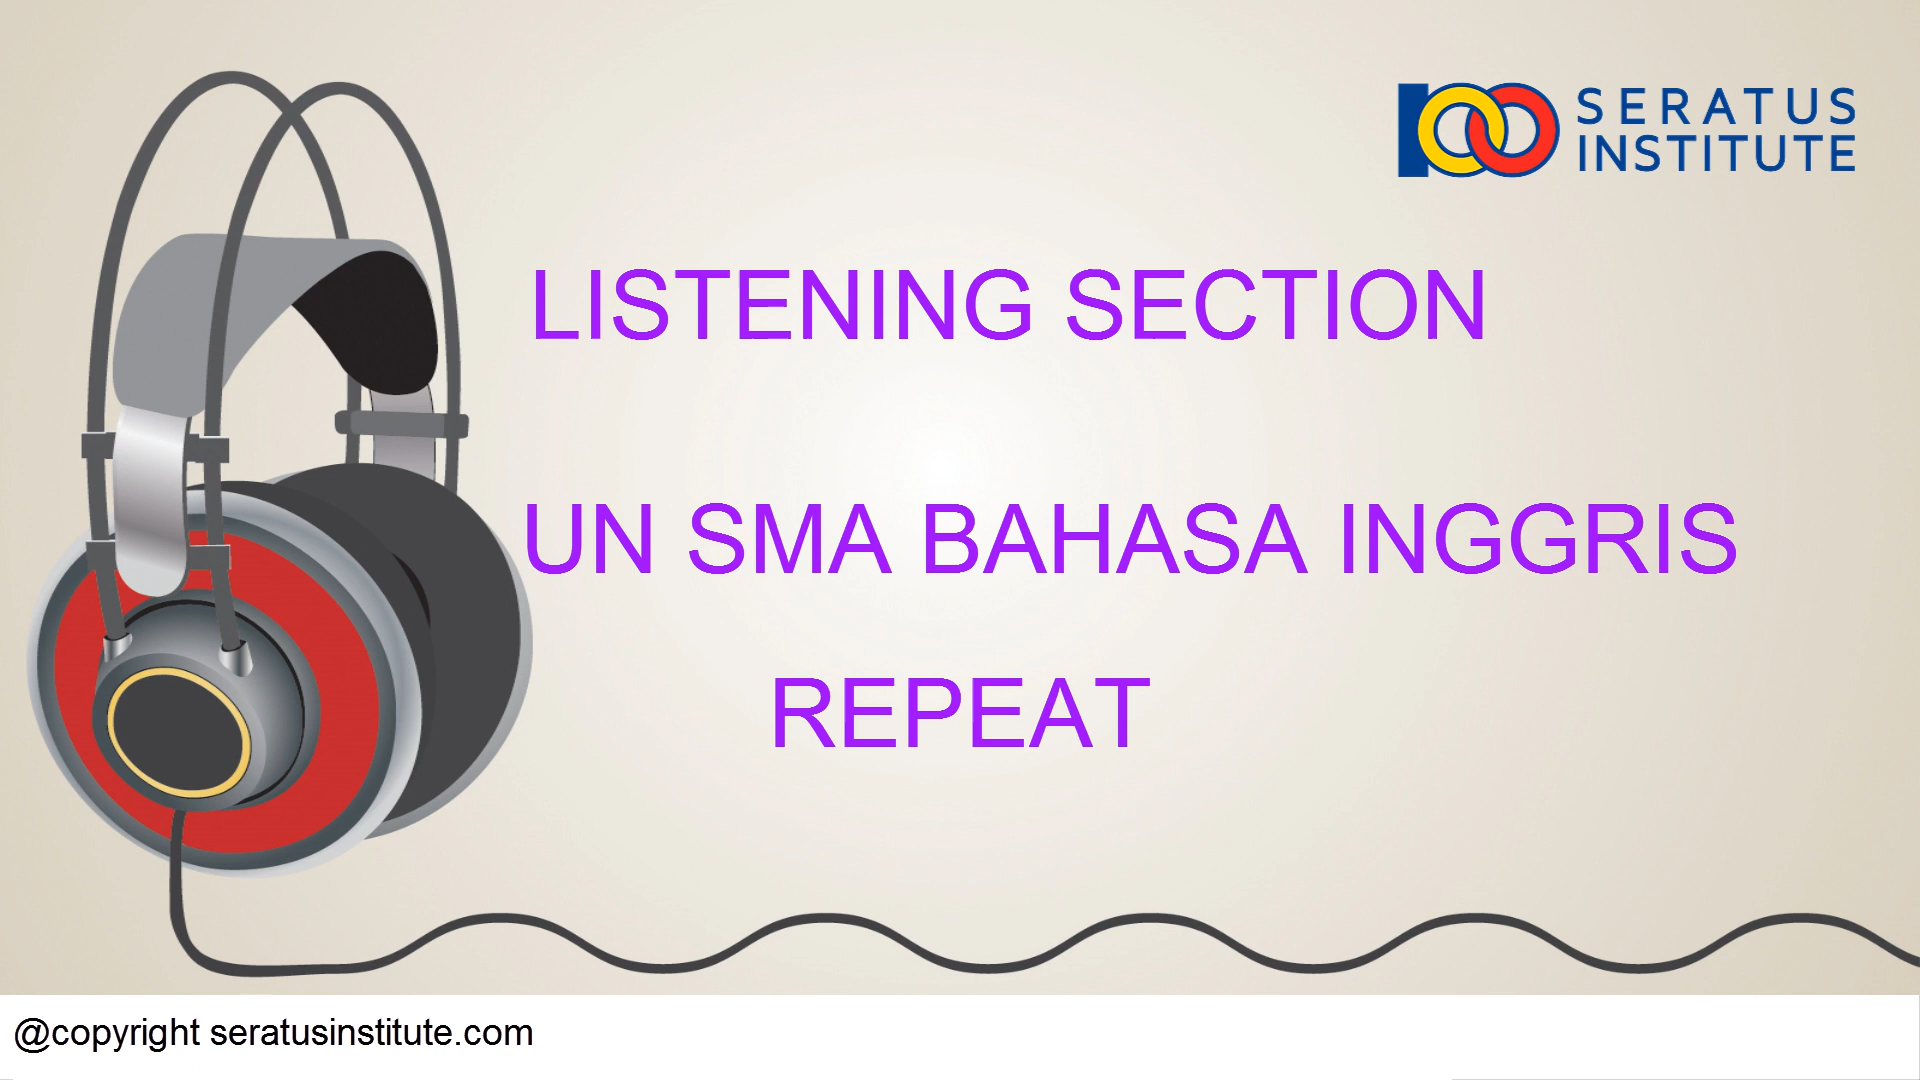 SERATUS
INSTITUTE
LISTENING SECTION
UN SMA BAHASA INGGRIS
REPEAT
@copyright seratusinstitute.com